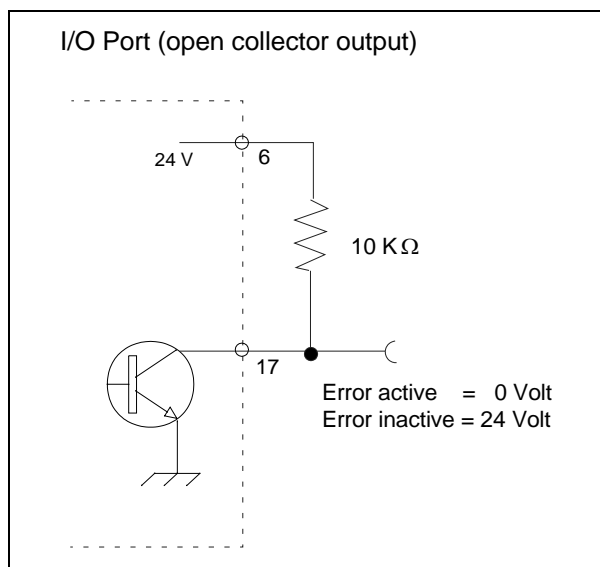 I/O Port (open collector output)
24 V
6
10 KΩ
17
Error active = 0 Volt
Error inactive = 24 Volt